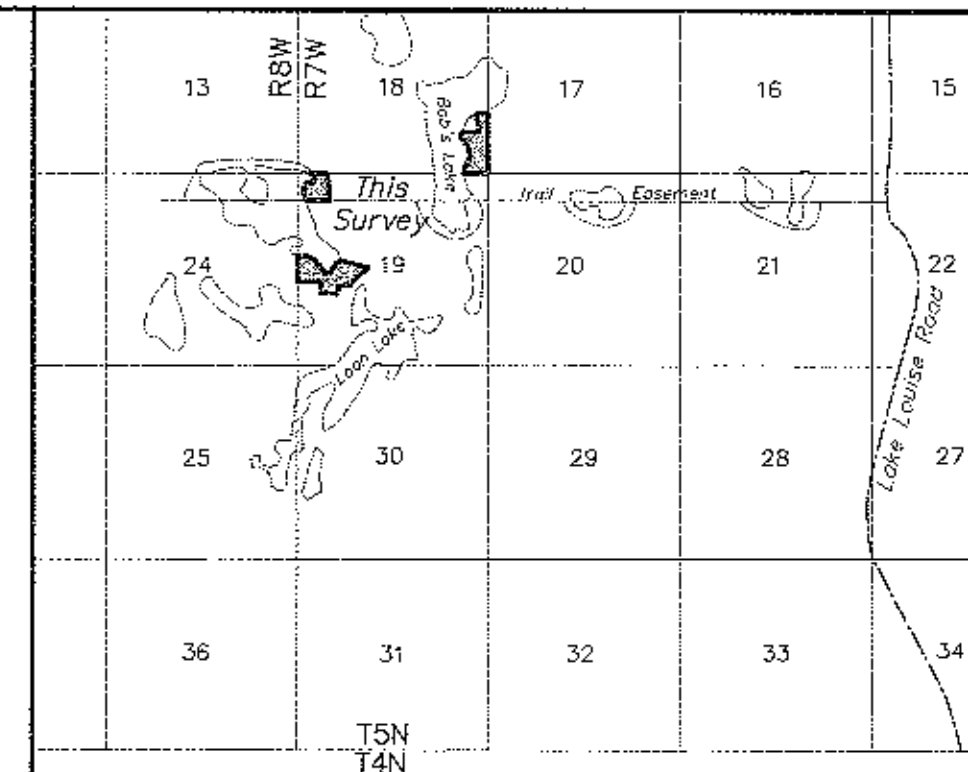 R8W
R7W
13
18
17
16
15
Bob's Lake
This
Survey
Trail Easement
24
19
20
21
22
Loon Lake
Lake Louise Road
25
30
29
28
27
36
31
32
33
34
T5N
T4N